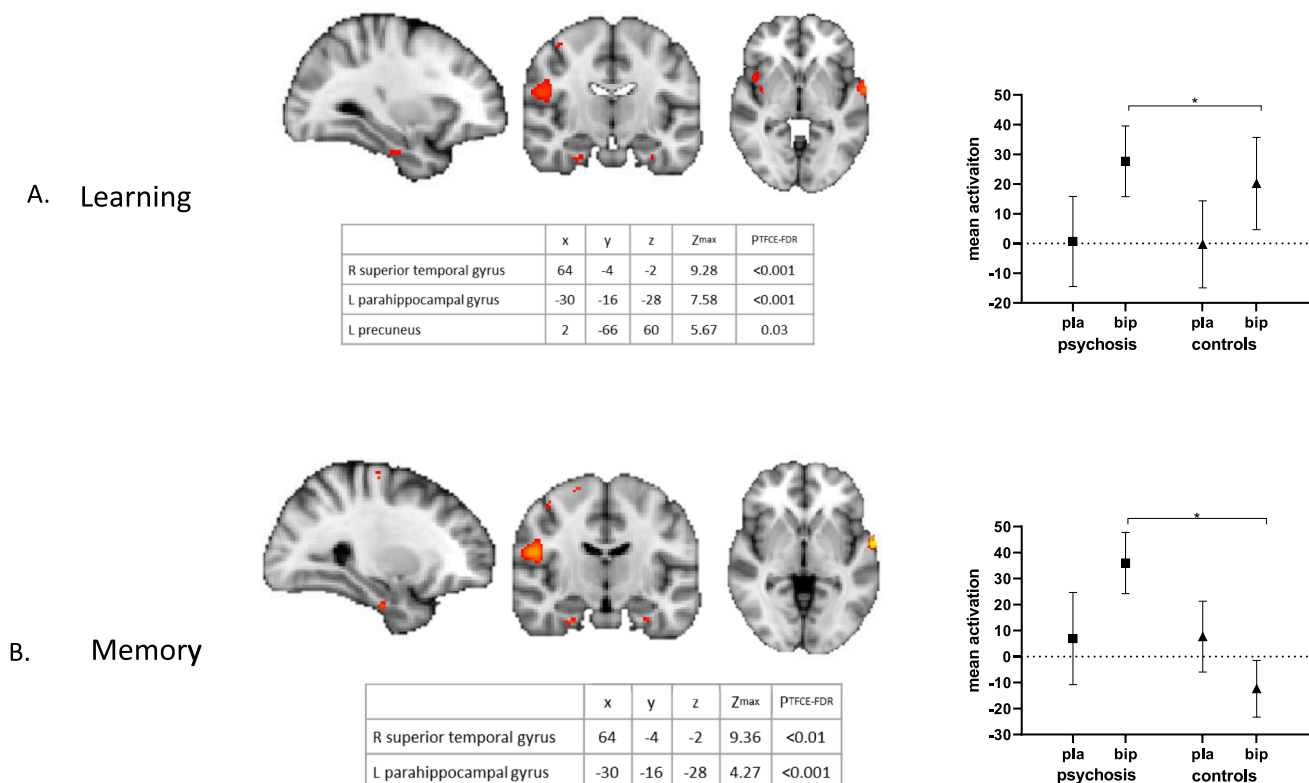 A. Learning
x y z Zmax PTFCE-FDR
R superior temporal gyrus 64 -4 -2 9.28 <0.001
L parahippocampal gyrus -30 -16 -28 7.58 <0.001
L precuneus 2 -66 60 5.67 0.03
mean activaiton
50
40
30
20
10
0
-10
-20
*
pla bip pla bip
psychosis controls
B. Memory
x y z Zmax PTFCE-FDR
R superior temporal gyrus 64 -4 -2 9.36 <0.01
L parahippocampal gyrus -30 -16 -28 4.27 <0.001
mean activation
50
40
30
20
10
0
-10
-20
-30
*
pla bip pla bip
psychosis controls